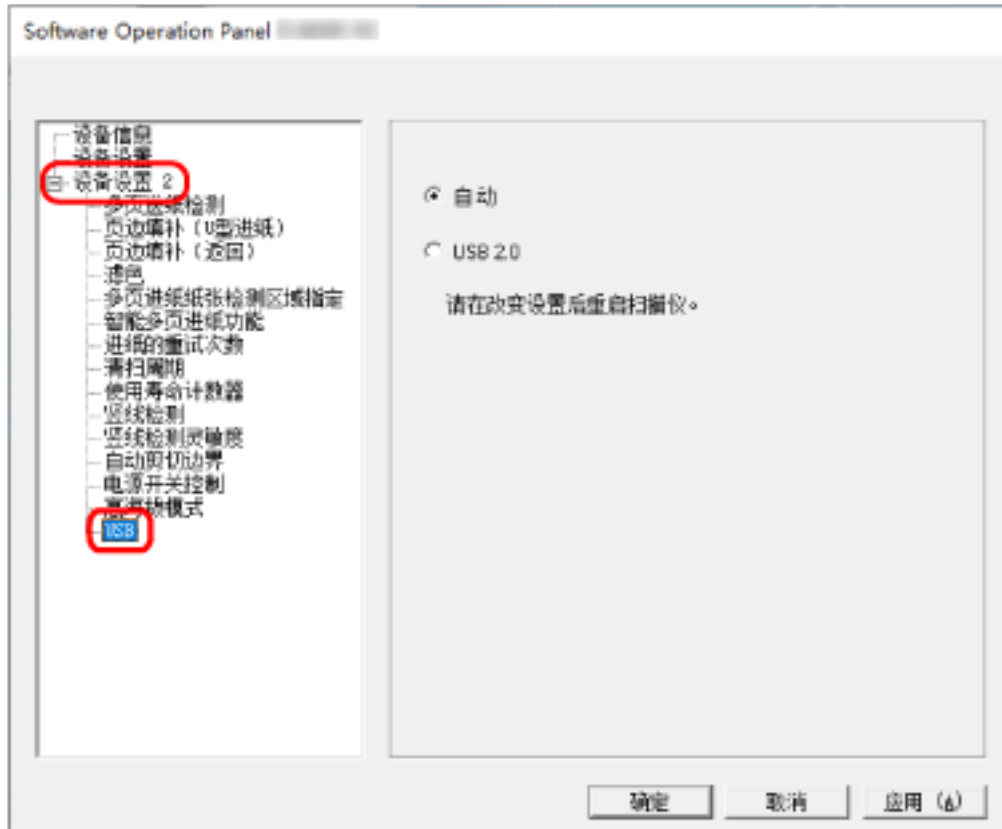 Software Operation Panel
设备信息
设备设置
设备设置 2
多页送纸检测
页边填补（U型进纸）
页边填补（返回）
滤色
多页进纸纸张检测区域指定
智能多页进纸功能
进纸的重试次数
清扫周期
使用寿命计数器
竖线检测
竖线检测灵敏度
自动剪切边界
电源开关控制
高海拔模式
USB
自动
USB 2.0
请在改变设置后重启扫描仪。
确定
取消
应用 (A)